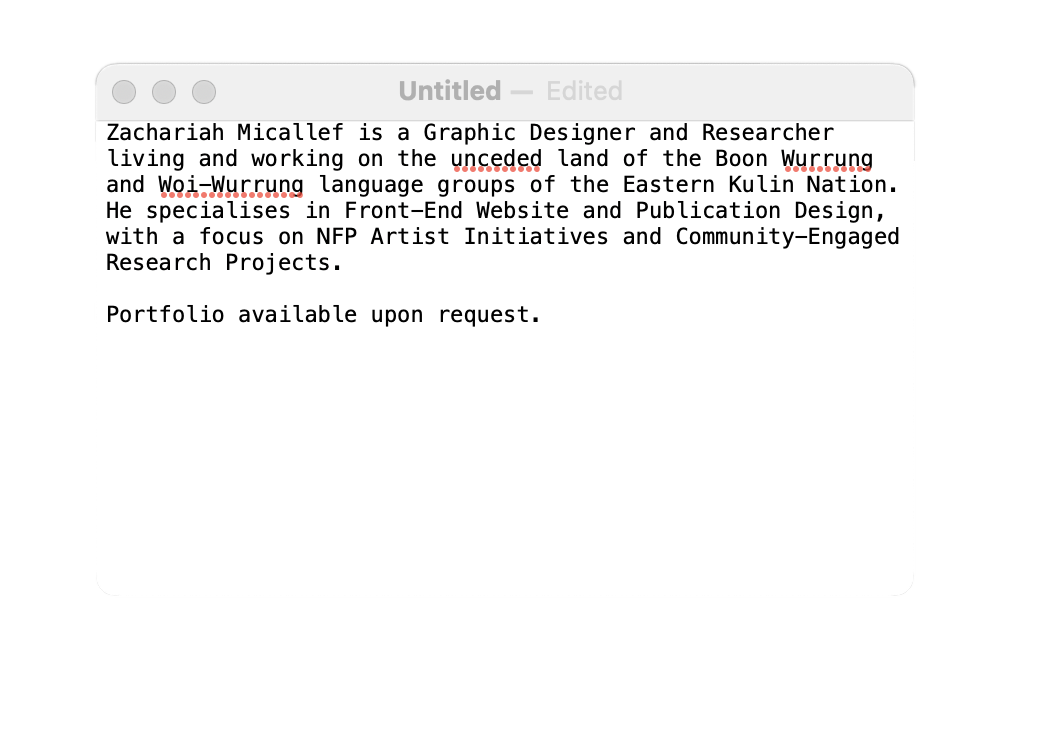 Untitled — Edited
Zachariah Micallef is a Graphic Designer and Researcher
living and working on the unceded land of the Boon Wurrung
and Woi-Wurrung language groups of the Eastern Kulin Nation.
He specialises in Front-End Website and Publication Design,
with a focus on NFP Artist Initiatives and Community-Engaged
Research Projects.
Portfolio available upon request.